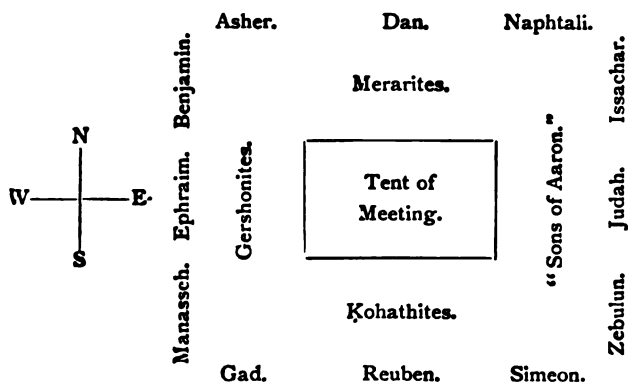 Asher. Dan. Naphtali.
Benjamin.
Issachar.
Merarites.
N
W E.
S
Ephraim.
Gershonites.
Tent of
Meeting.
“Sons of Aaron.”
Judah.
Manassch.
Kohathites.
Zebulun.
Gad. Reuben. Simeon.